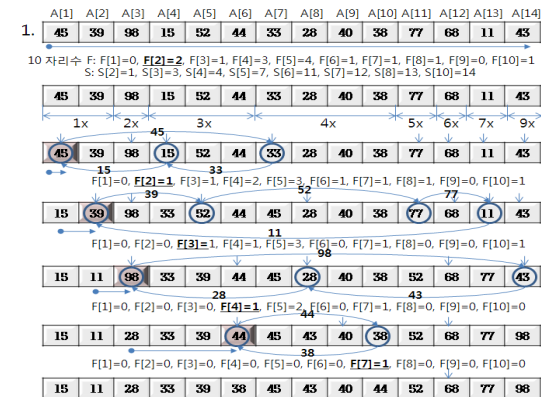 A[1] A[2] A[3] A[4] A[5] A[6] A[7] A[8] A[9] A[10] A[11] A[12] A[13] A[14]
1. 45 39 98 15 52 44 33 28 40 38 77 68 11 43
10 자리수 F: F[1]=0, F[2]=2, F[3]=1, F[4]=3, F[5]=4, F[6]=1, F[7]=1, F[8]=1, F[9]=0, F[10]=1
S: S[2]=1, S[3]=3, S[4]=4, S[5]=7, S[6]=11, S[7]=12, S[8]=13, S[10]=14
45 39 98 15 52 44 33 28 40 38 77 68 11 43
1x 2x 3x 4x 5x 6x 7x 9x
45
45 39 98 15 52 44 33 28 40 38 77 68 11 43
15 33
F[1]=0, F[2]=1, F[3]=1, F[4]=2, F[5]=3, F[6]=1, F[7]=1, F[8]=1, F[9]=0, F[10]=1
39 52 77
15 39 98 33 52 44 45 28 40 38 77 68 11 43
11
F[1]=0, F[2]=0, F[3]=1, F[4]=1, F[5]=3, F[6]=0, F[7]=1, F[8]=0, F[9]=0, F[10]=1
98
15 11 98 33 39 44 45 28 40 38 52 68 77 43
28 43
F[1]=0, F[2]=0, F[3]=0, F[4]=1, F[5]=2, F[6]=0, F[7]=1, F[8]=0, F[9]=0, F[10]=0
44
15 11 28 33 39 44 45 43 40 38 52 68 77 98
38
F[1]=0, F[2]=0, F[3]=0, F[4]=0, F[5]=0, F[6]=0, F[7]=1, F[8]=0, F[9]=0, F[10]=0
15 11 28 33 39 38 45 43 40 44 52 68 77 98